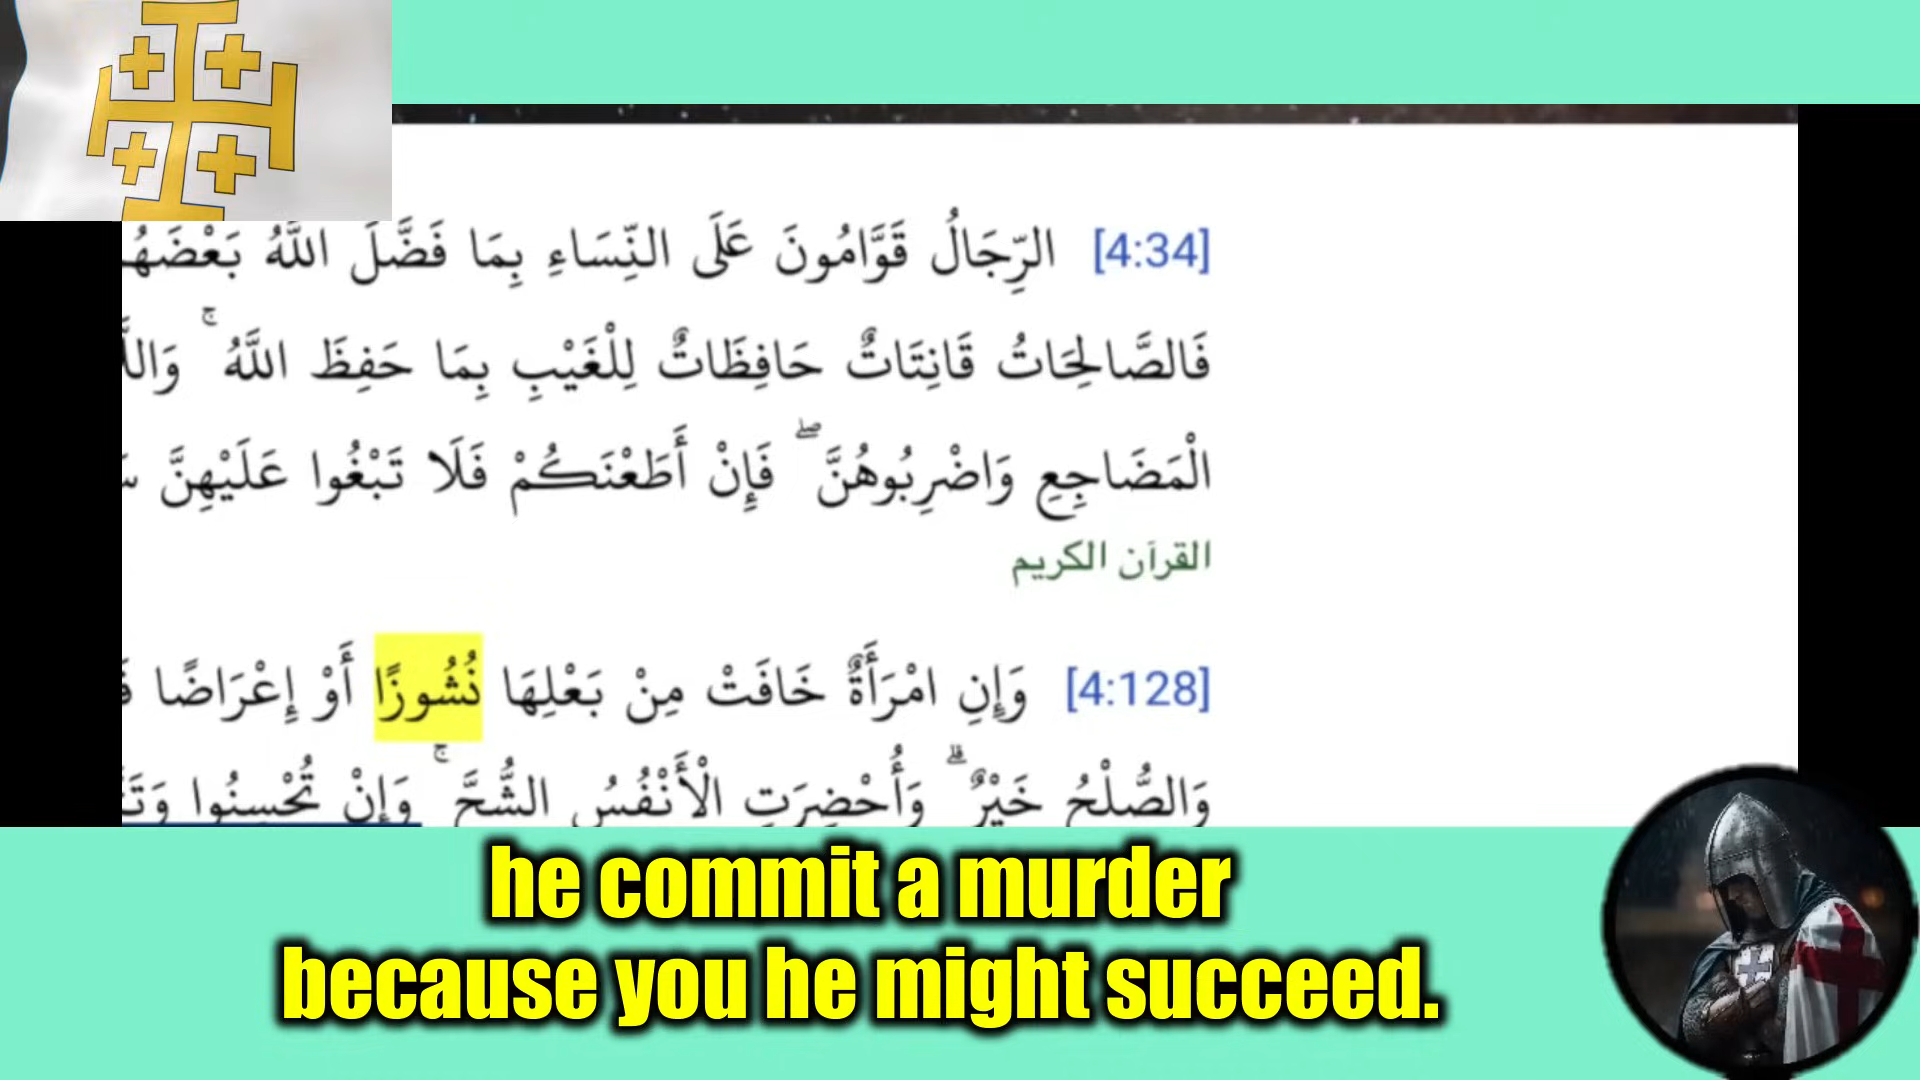 [4:34] الرِّجَالُ قَوَّامُونَ عَلَى النِّسَاءِ بِمَا فَضَّلَ اللَّهُ
فَالصَّالِحَاتُ قَانِتَاتٌ حَافِظَاتٌ لِلْغَيْبِ بِمَا حَفِظَ اللَّهُ ۚ
الْمَضَاجِعِ وَاضْرِبُوهُنَّ ۖ فَإِنْ أَطَعْنَكُمْ فَلَا تَبْغُوا عَلَيْهِنَّ
القرآن الكريم
[4:128] وَإِنِ امْرَأَةٌ خَافَتْ مِنْ بَعْلِهَا نُشُوزًا أَوْ إِعْرَاضًا
وَالصُّلْحُ خَيْرٌ ۗ وَأُحْضِرَتِ الْأَنْفُسُ الشُّحَّ ۚ وَإِنْ تُحْسِنُوا
he commit a murder
because you he might succeed.